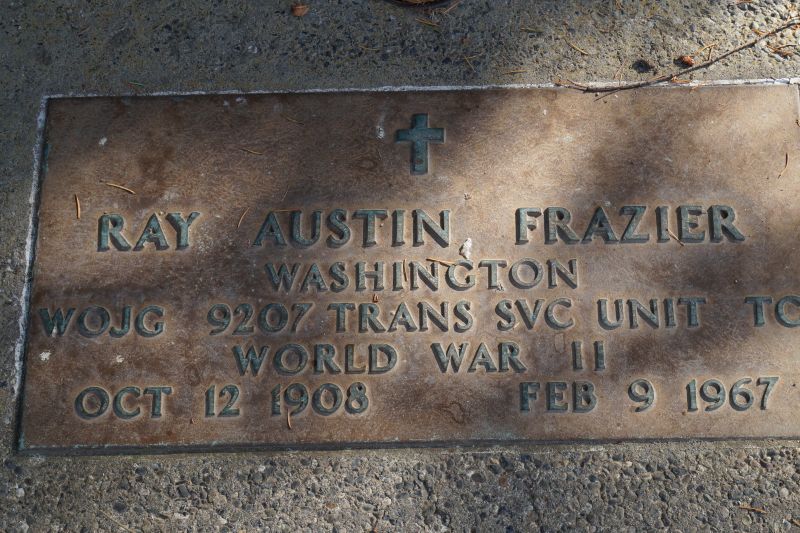 RAY AUSTIN FRAZIER
WASHINGTON
WOJG 9207 TRANS SVC UNIT TC
WORLD WAR II
OCT 12 1908 FEB 9 1967